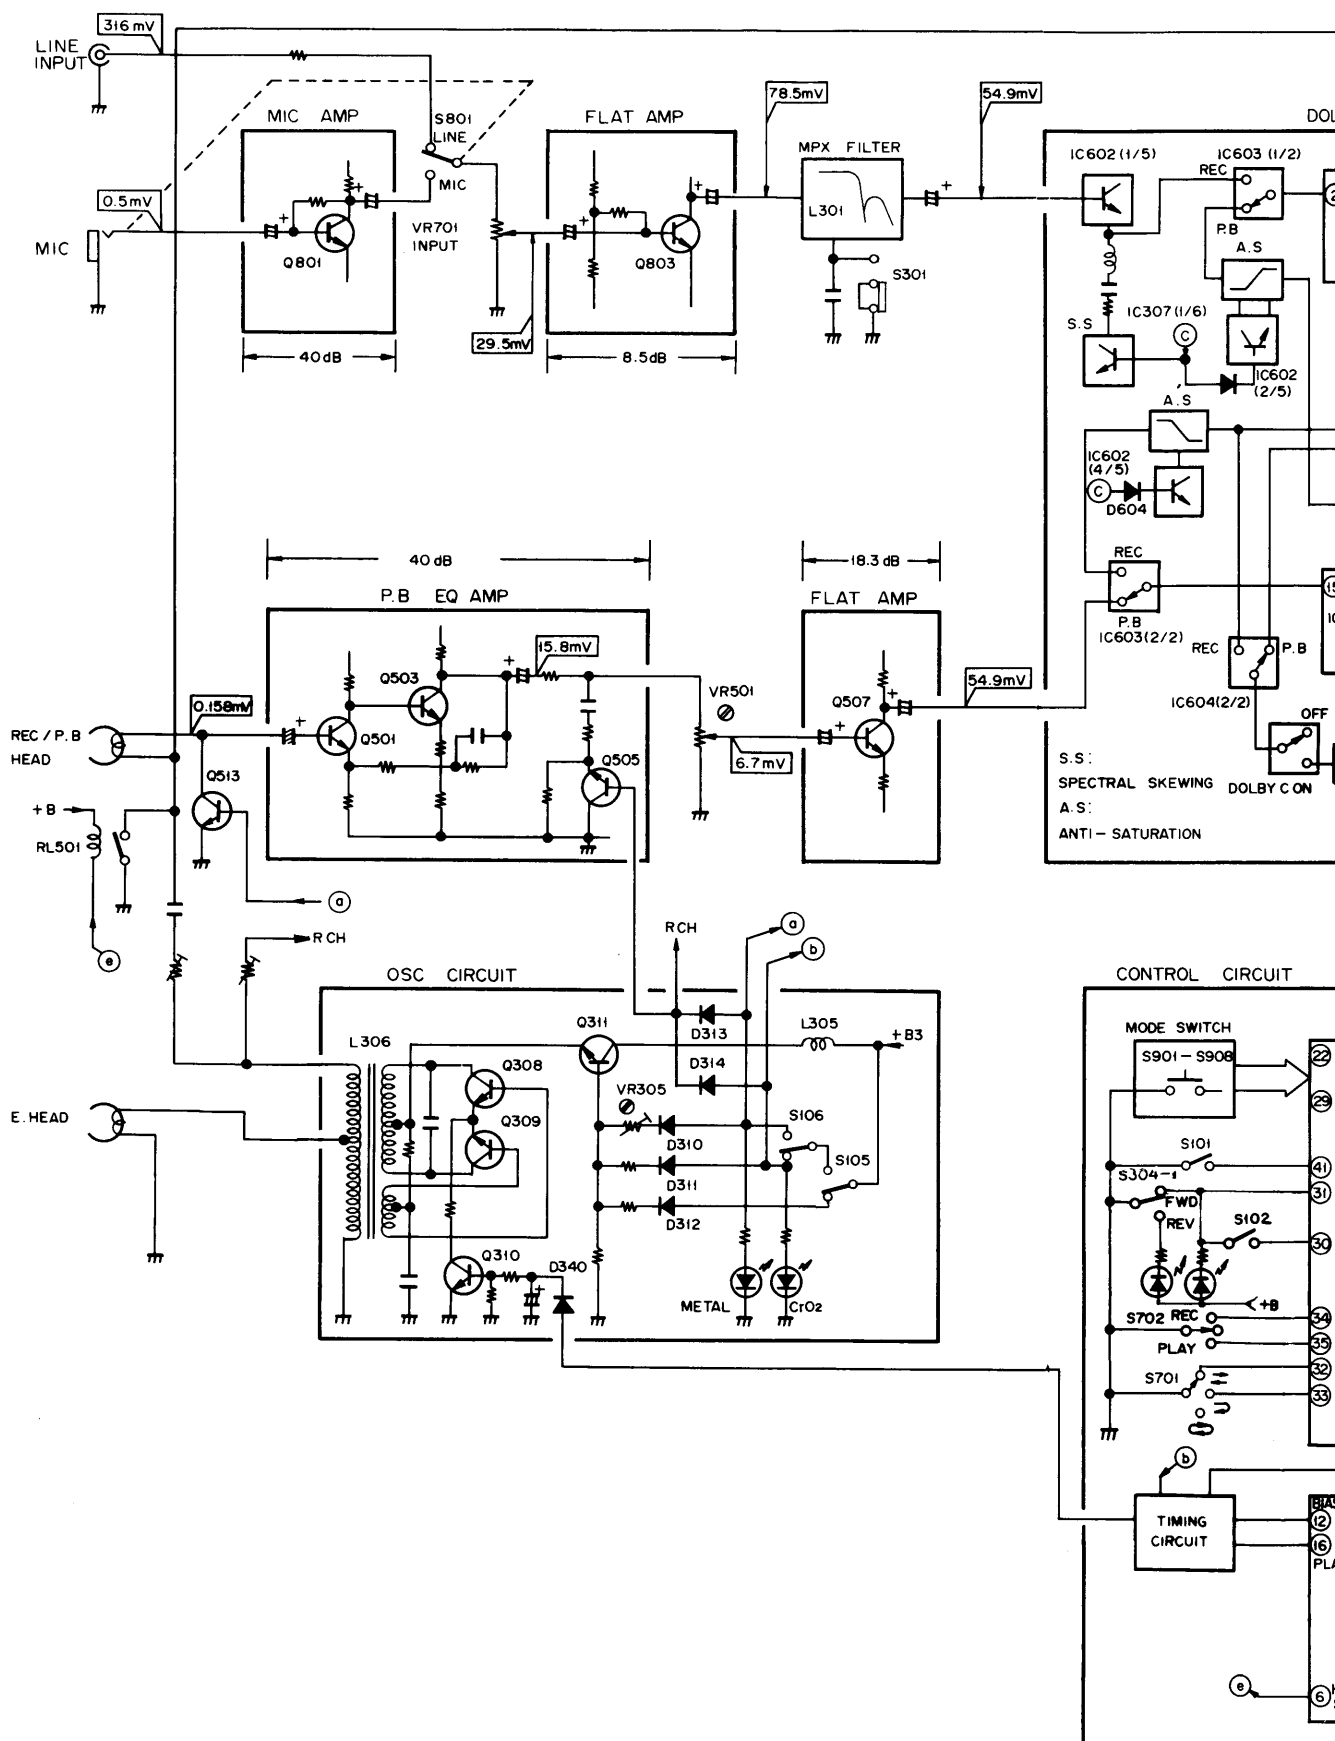 316 mV
LINE
INPUT
MIC AMP
S801
LINE
MIC
FLAT AMP
78.5mV
54.9mV
MPX FILTER
L301
S301
0.5mV
MIC
Q801
VR701
INPUT
Q803
29.5mV
40dB
8.5dB
IC602 (1/5)
IC603 (1/2)
REC
P.B
A.S
S.S
IC307 (1/6)
C
IC602
(2/5)
A.S
IC602
(4/5)
C
D604
REC
P.B
IC603(2/2)
REC
P.B
IC604(2/2)
OFF
DOLBY C ON
S.S:
SPECTRAL SKEWING
A.S:
ANTI-SATURATION
40 dB
P.B EQ AMP
18.3 dB
FLAT AMP
15.8mV
Q503
VR501
Q507
54.9mV
0.158mV
REC / P.B
HEAD
Q501
Q505
6.7mV
Q513
+B
RL501
a
e
R CH
R CH
a
b
OSC CIRCUIT
L306
Q311
D313
L305
+B3
Q308
D314
VR305
Q309
S106
D310
S105
D311
D312
E.HEAD
Q310
D340
METAL
CrO2
CONTROL CIRCUIT
MODE SWITCH
S901-S908
22
29
S101
41
S304-1
FWD
31
REV
S102
30
+B
S702
REC
34
PLAY
35
S701
32
33
b
TIMING
CIRCUIT
12
16
e
6